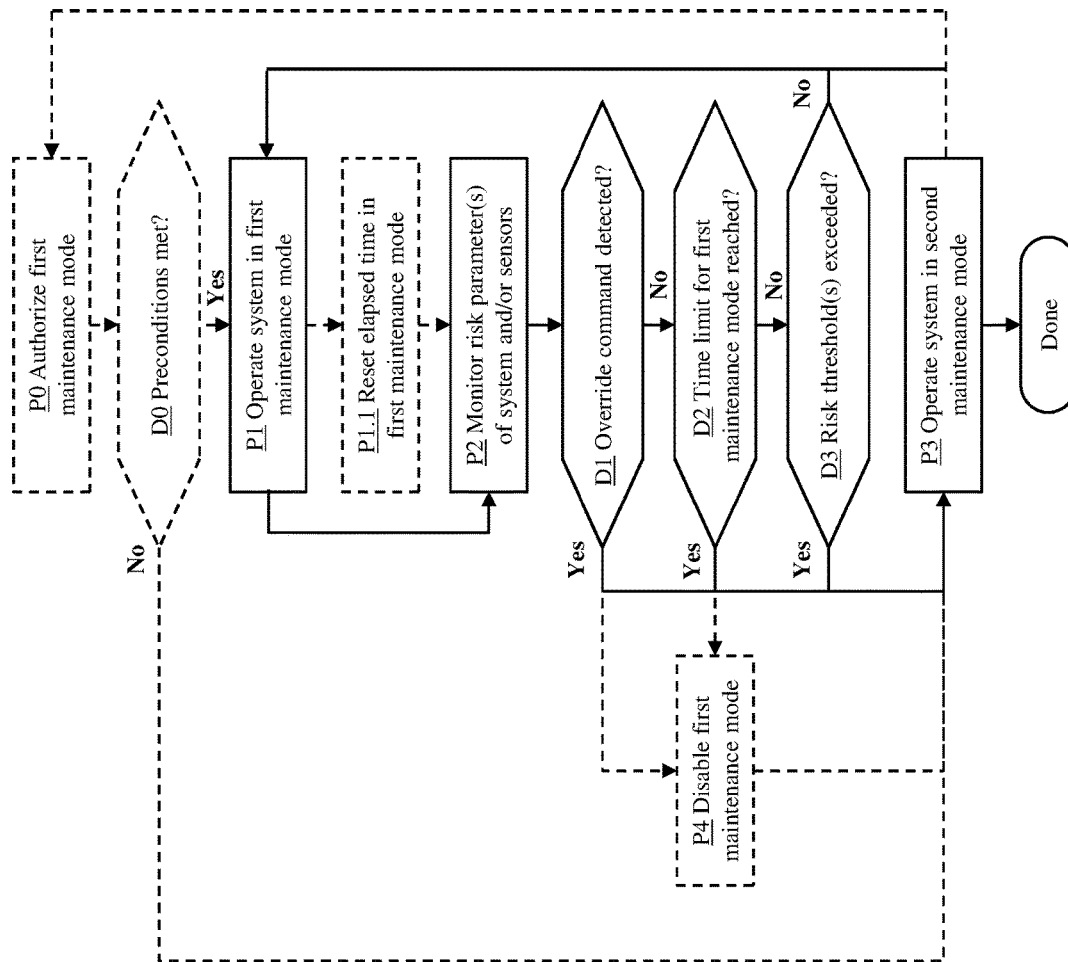 P0 Authorize first
maintenance mode
D0 Preconditions met?
No
Yes
P1 Operate system in first
maintenance mode
P1.1 Reset elapsed time in
first maintenance mode
P2 Monitor risk parameter(s)
of system and/or sensors
D1 Override command detected?
Yes
No
D2 Time limit for first
maintenance mode reached?
Yes
No
D3 Risk threshold(s) exceeded?
Yes
No
P4 Disable first
maintenance mode
P3 Operate system in second
maintenance mode
Done